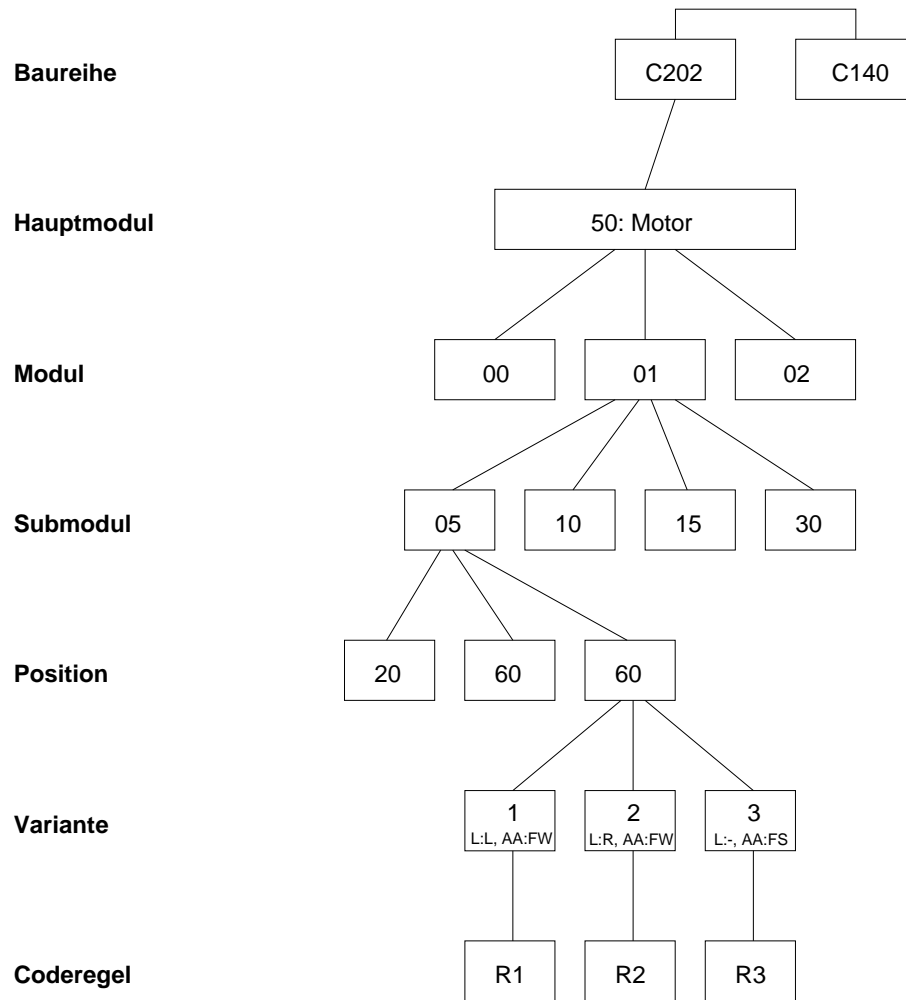 Baureihe C202 C140
Hauptmodul 50: Motor
Modul 00 01 02
Submodul 05 10 15 30
Position 20 60 60
Variante 1 2 3
L:L, AA:FW L:R, AA:FW L:-, AA:FS
Coderegel R1 R2 R3